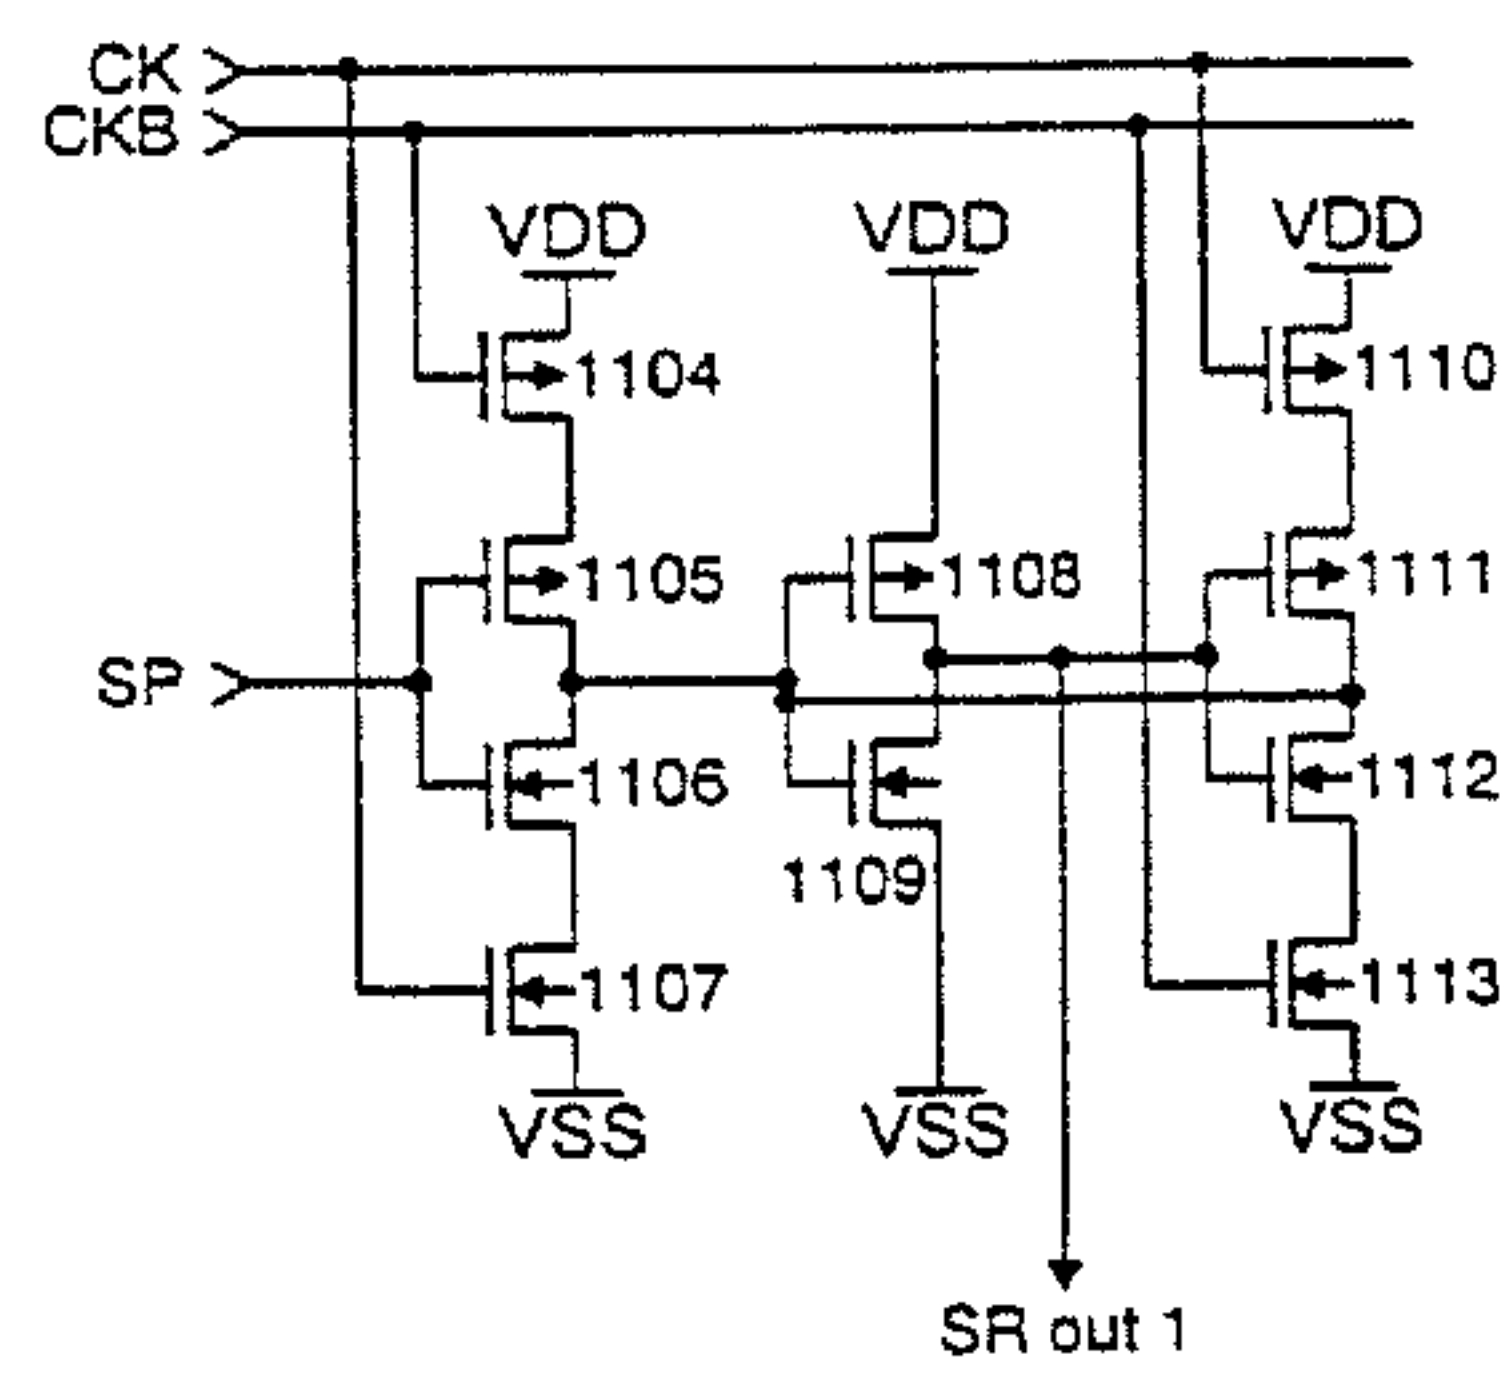 CK
CKB
VDD VDD VDD
1104 1110
1105 1108 1111
SP
1106 1112
1109
1107 1113
VSS VSS VSS
SR out 1